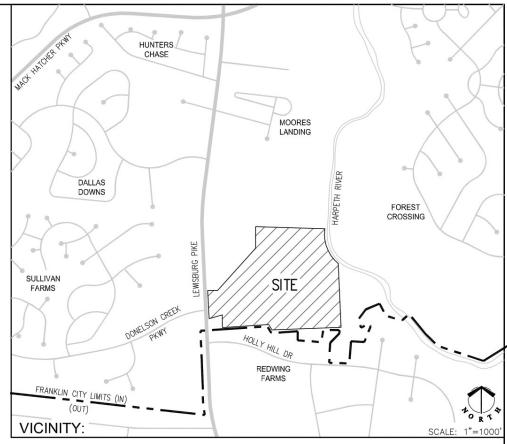 MACK HATCHER PKWY
HUNTERS
CHASE
MOORES
LANDING
DALLAS
DOWNS
HARPETH RIVER
FOREST
CROSSING
LEWISBURG PIKE
SULLIVAN
FARMS
SITE
DONELSON CREEK
PKWY
HOLLY HILL DR
REDWING
FARMS
FRANKLIN CITY LIMITS (IN)
(OUT)
NORTH
VICINITY:
SCALE: 1"=1000'